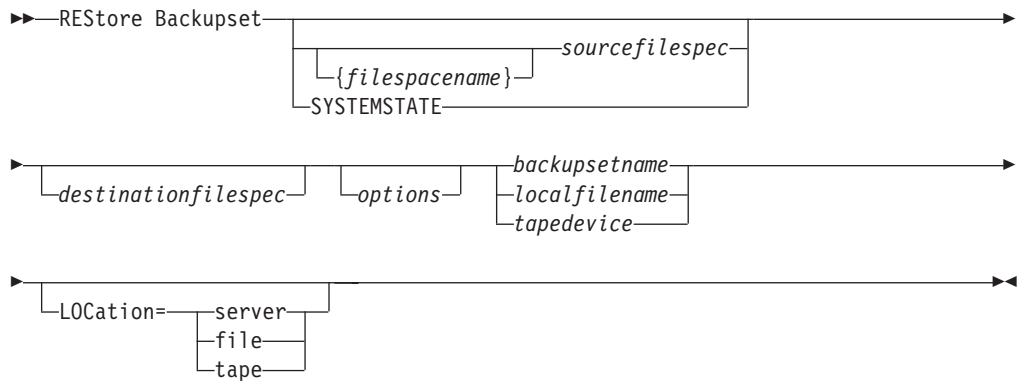 REStore Backupset
sourcefilespec
{filespacename}
SYSTEMSTATE
destinationfilespec
options
backupsetname
localfilename
tapedevice
LOCation=
server
file
tape